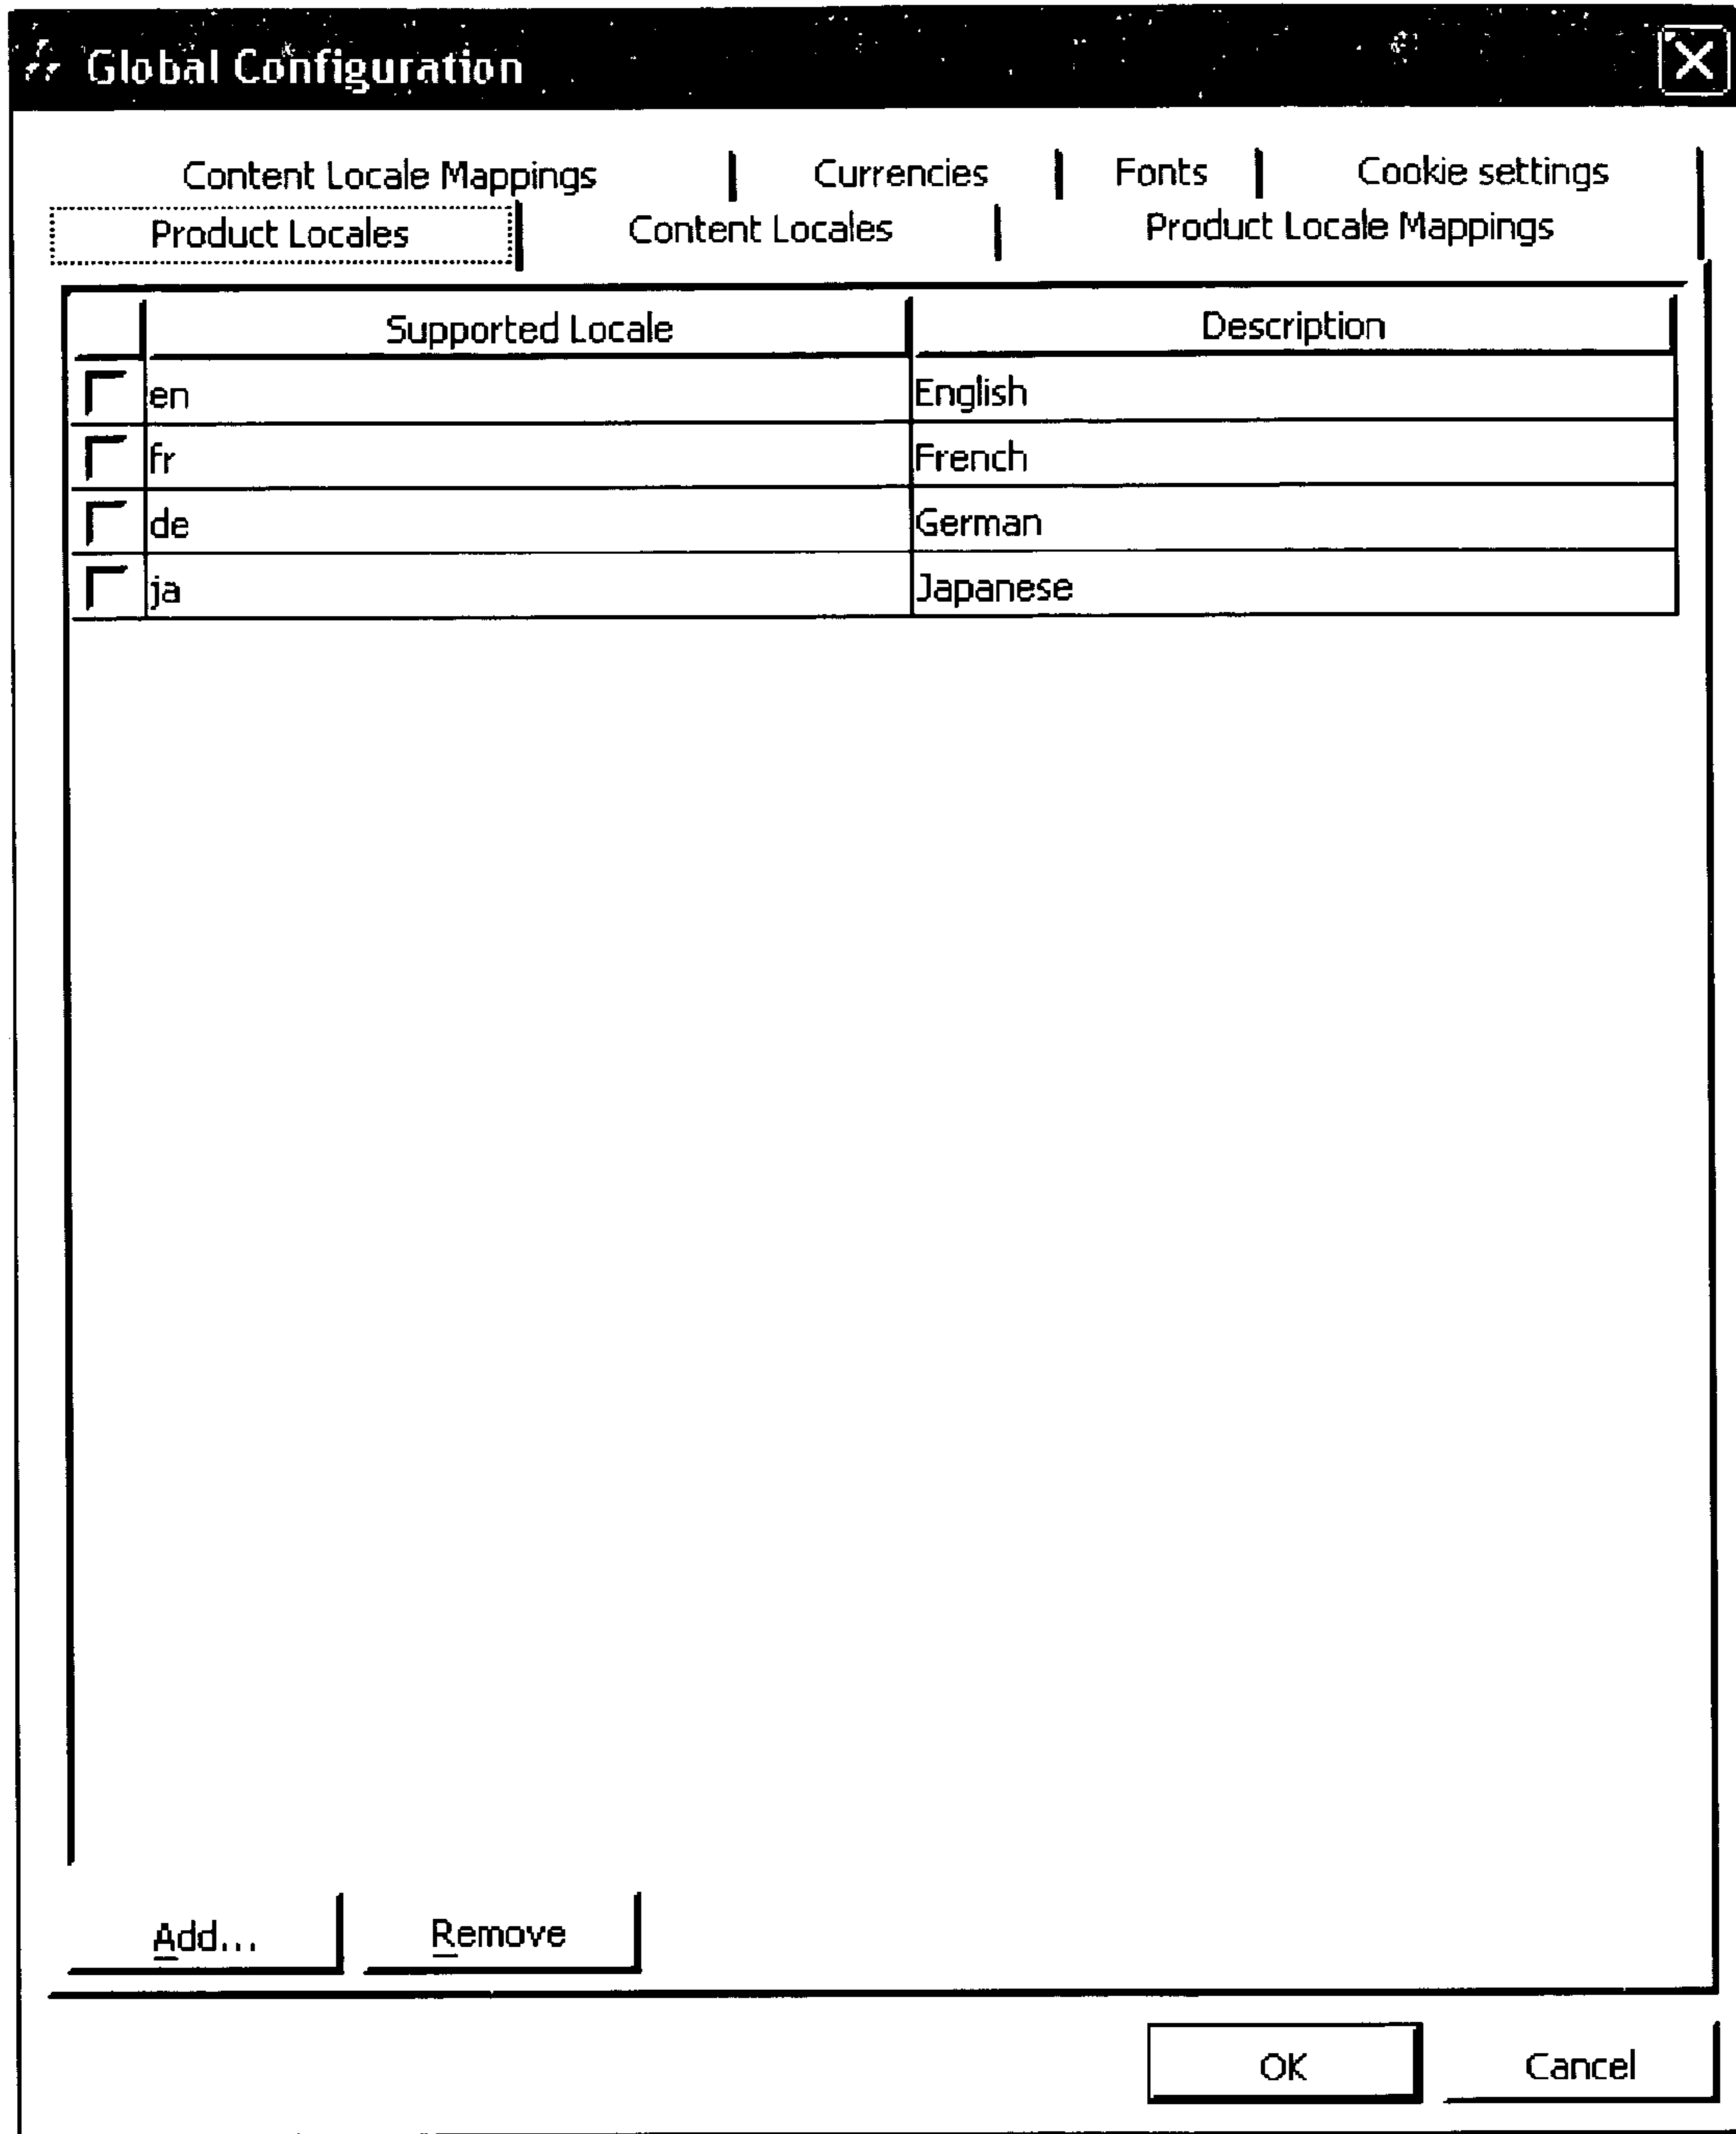 Global Configuration
Content Locale Mappings Currencies Fonts Cookie settings
Product Locales Content Locales Product Locale Mappings
Supported Locale Description
en English
fr French
de German
ja Japanese
Add... Remove
OK Cancel